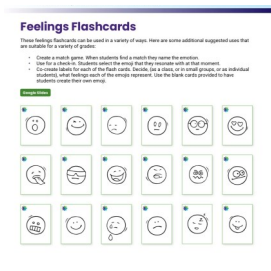 Feelings Flashcards
These feelings flashcards can be used in a variety of ways. Here are some additional suggested uses that
are suitable for a variety of grades:
Create a match game. When students find a match they name the emotion.
Use for a check-in. Students select the emoji that they resonate with at that moment.
Co-create labels for each of the flash cards. Decide, (as a class, or in small groups, or as individual
students), what feelings each of the emojis represent. Use the blank cards provided to have
students create their own emoji.
Google Slides